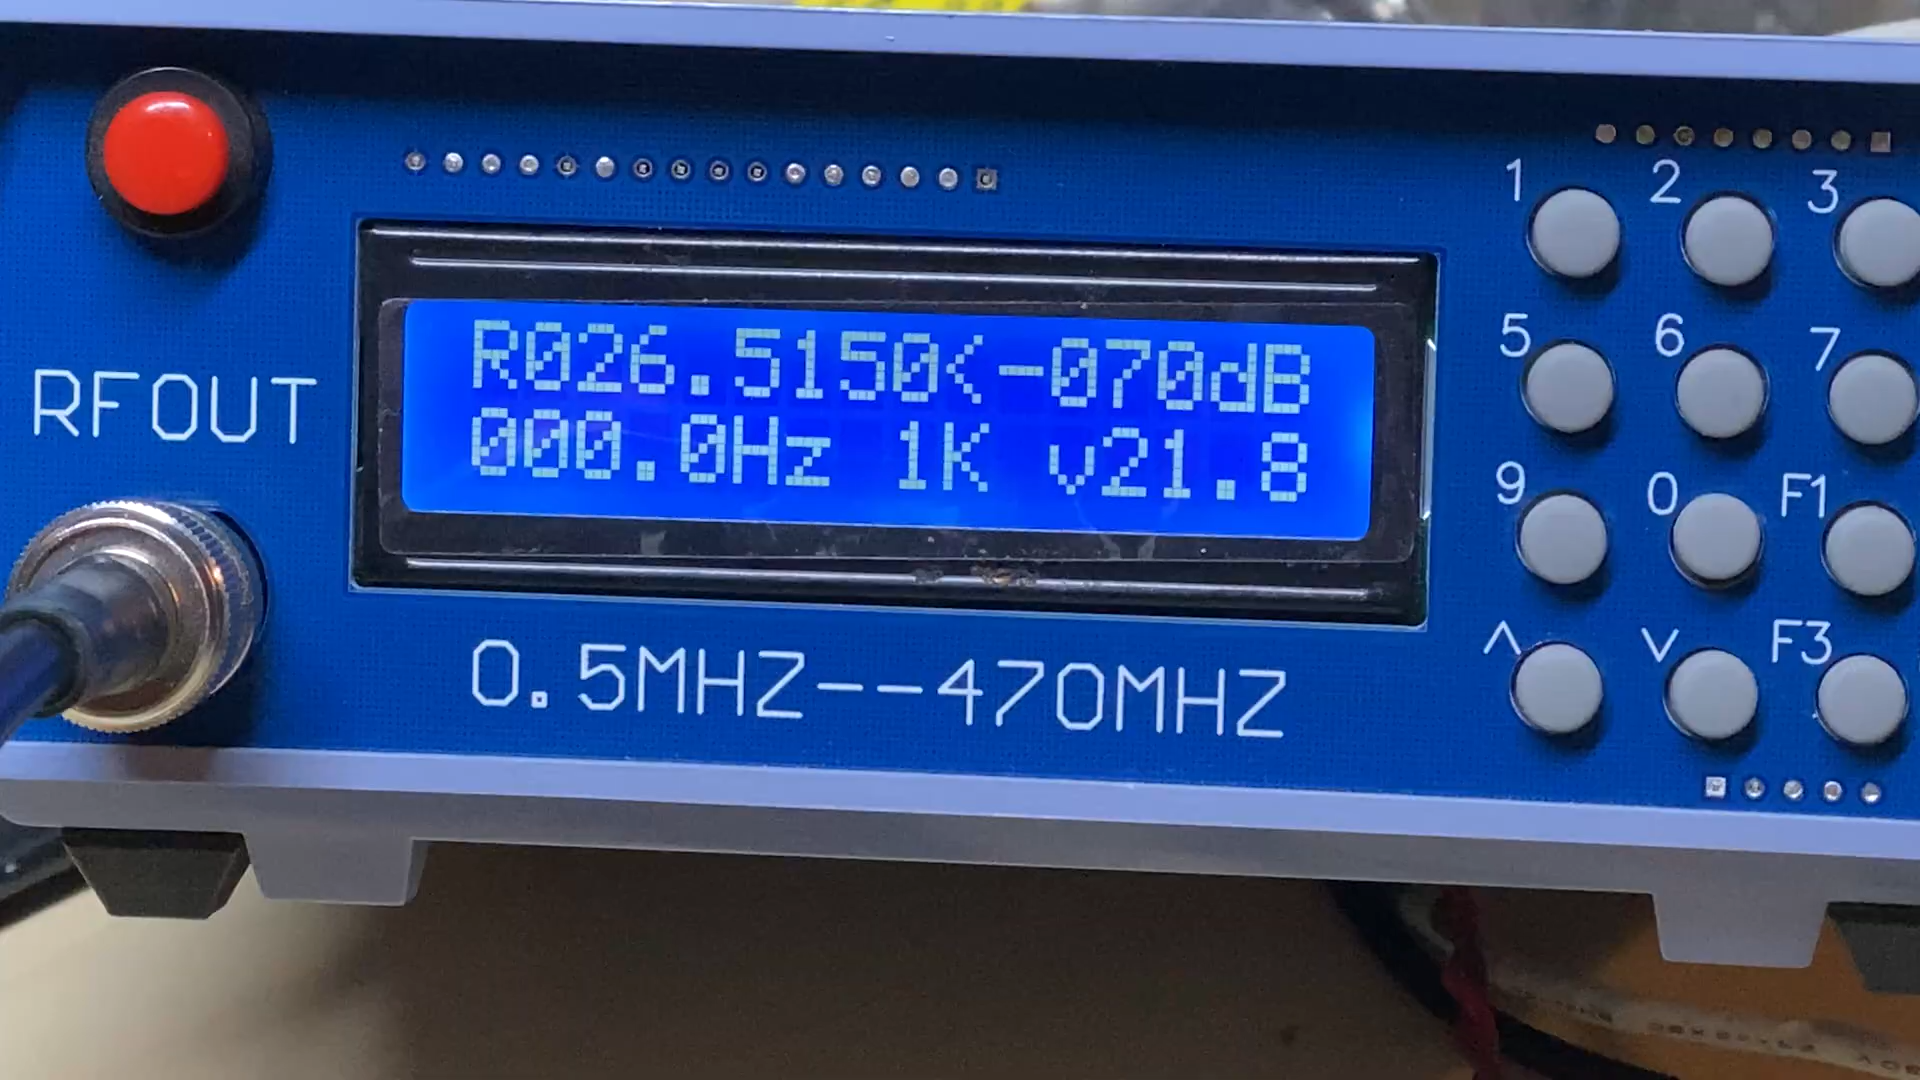 1 2 3
R026.5150<-070dB
000.0Hz 1K v21.8
5 6 7
RFOUT
9 0 F1
^ v F3
0.5MHZ--470MHZ